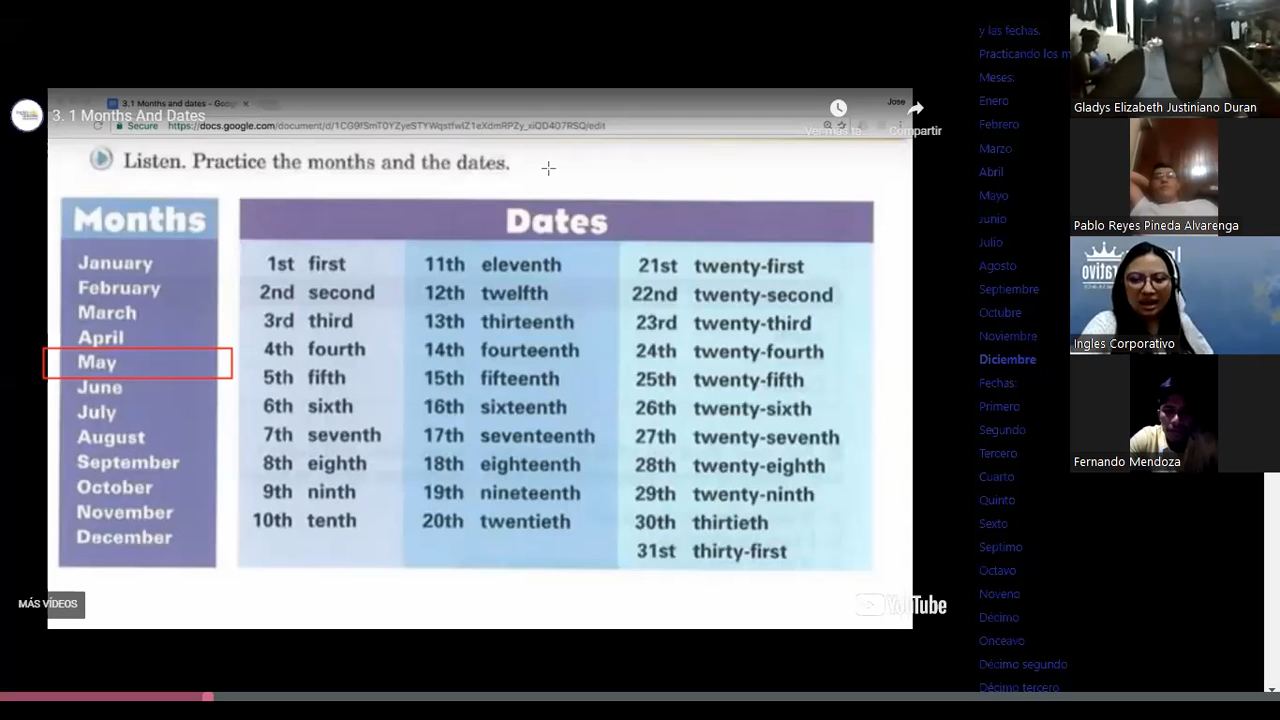 3.1 Months and dates - Goo
3. 1 Months And Dates
Jose
Secure https://docs.google.com/document/d/
Compartir
Listen. Practice the months and the dates.
Months
January
February
March
April
May
June
July
August
September
October
November
December
Dates
1st first 11th eleventh 21st twenty-first
2nd second 12th twelfth 22nd twenty-second
3rd third 13th thirteenth 23rd twenty-third
4th fourth 14th fourteenth 24th twenty-fourth
5th fifth 15th fifteenth 25th twenty-fifth
6th sixth 16th sixteenth 26th twenty-sixth
7th seventh 17th seventeenth 27th twenty-seventh
8th eighth 18th eighteenth 28th twenty-eighth
9th ninth 19th nineteenth 29th twenty-ninth
10th tenth 20th twentieth 30th thirtieth
31st thirty-first
MÁS VÍDEOS
YouTube
y las fechas.
Practicando los m
Meses:
Enero
Febrero
Marzo
Abril
Mayo
Junio
Julio
Agosto
Septiembre
Octubre
Noviembre
Diciembre
Fechas:
Primero
Segundo
Tercero
Cuarto
Quinto
Sexto
Septimo
Octavo
Noveno
Décimo
Onceavo
Décimo segundo
Décimo tercero
Gladys Elizabeth Justiniano Duran
Pablo Reyes Pineda Alvarenga
Ingles Corporativo
Fernando Mendoza